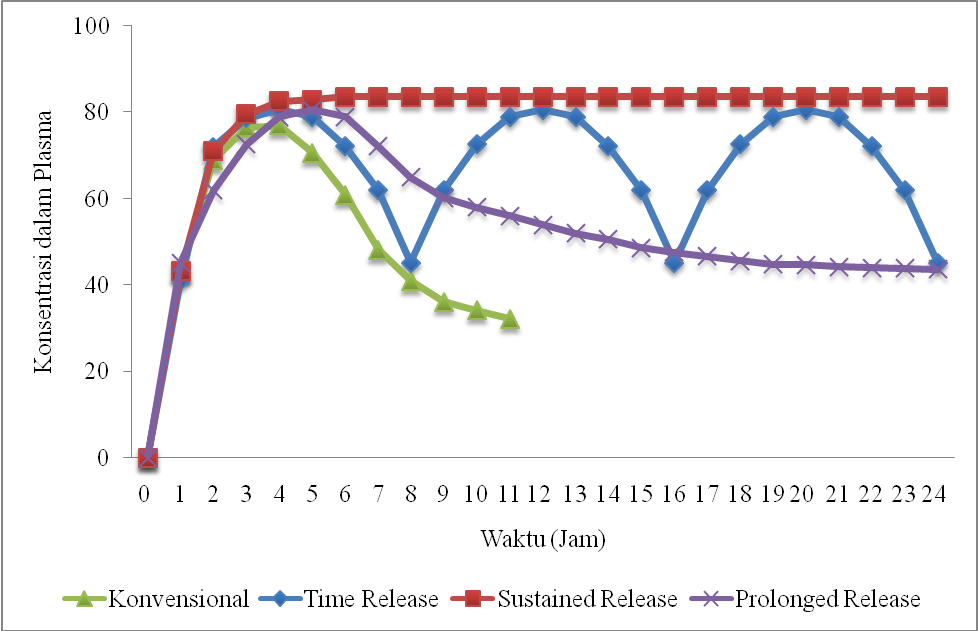 100
80
60
40
20
0
Konsentrasi dalam Plasma
0 1 2 3 4 5 6 7 8 9 10 11 12 13 14 15 16 17 18 19 20 21 22 23 24
Waktu (Jam)
Konvensional Time Release Sustained Release Prolonged Release